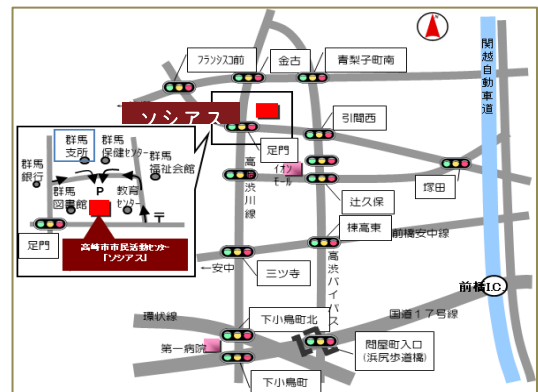 フランシスコ前
金古
青梨子町南
関越自動車道
ソシアス
引間西
足門
高渋川線
イオン
モール
辻久保
塚田
棟高東
前橋安中線
←安中
三ツ寺
高渋バイパス
前橋I.C.
環状線
下小鳥町北
国道17号線
第一病院
問屋町入口
(浜尻歩道橋)
下小鳥町
群馬
支所
群馬
保健センター
群馬
銀行
群馬
福祉会館
P
群馬
図書館
教育
センター
〒
足門
高崎市市民活動センター
「ソシアス」